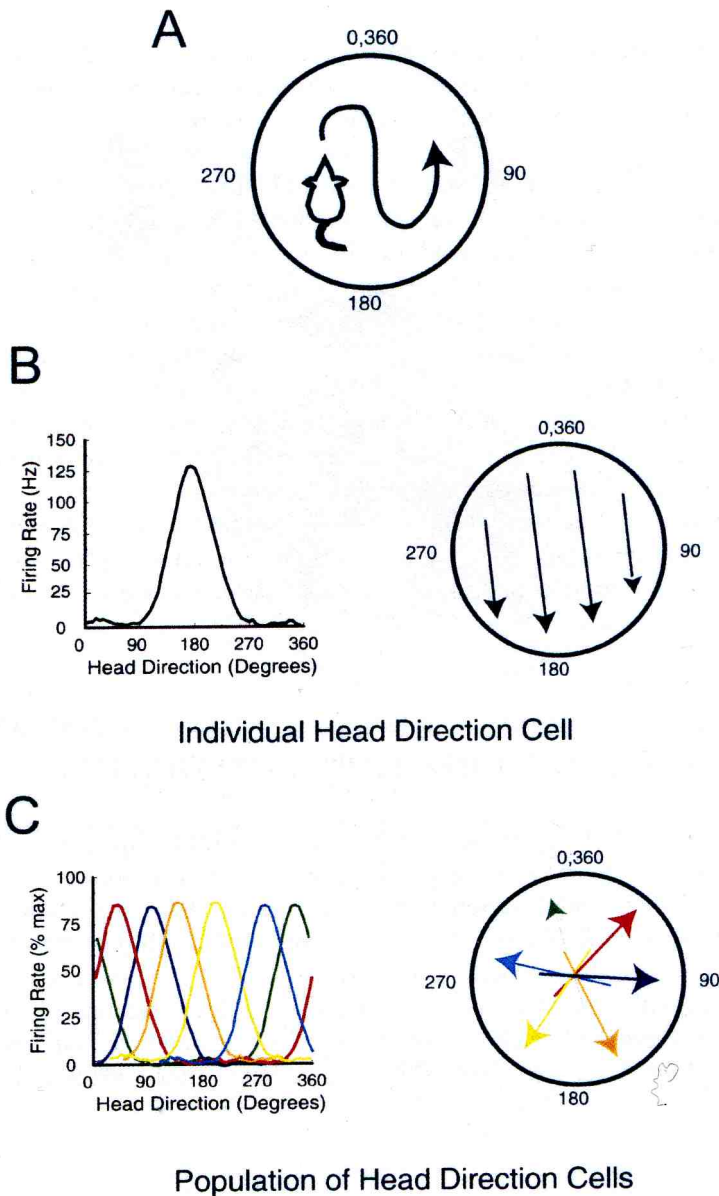 A
0,360
270
90
180
B
150
125
100
75
50
25
0
Firing Rate (Hz)
0 90 180 270 360
Head Direction (Degrees)
0,360
270
90
180
Individual Head Direction Cell
C
100
75
50
25
0
Firing Rate (% max)
0 90 180 270 360
Head Direction (Degrees)
0,360
270
90
180
Population of Head Direction Cells